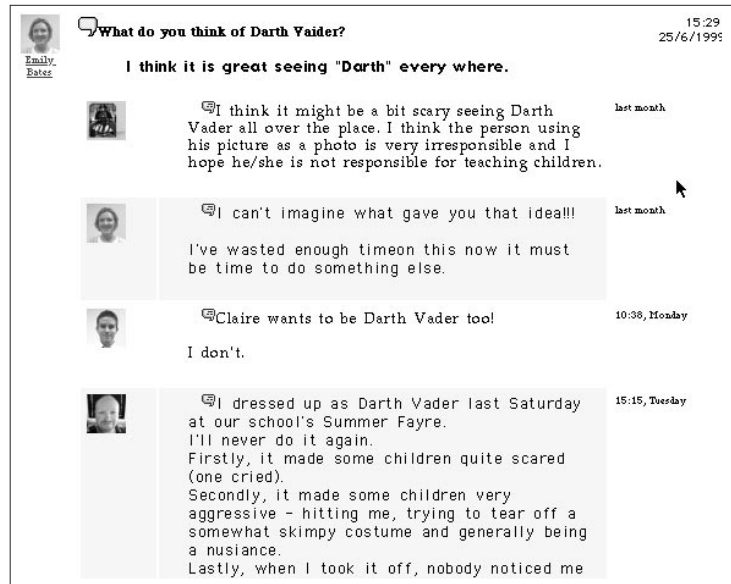 What do you think of Darth Vaider?
15:29
25/6/1999
Emily
Bates
I think it is great seeing "Darth" every where.
I think it might be a bit scary seeing Darth
Vader all over the place. I think the person using
his picture as a photo is very irresponsible and I
hope he/she is not responsible for teaching children.
last month
I can't imagine what gave you that idea!!!
last month
I've wasted enough timeon this now it must
be time to do something else.
Claire wants to be Darth Vader too!
10:38, Monday
I don't.
I dressed up as Darth Vader last Saturday
15:15, Tuesday
at our school's Summer Fayre.
I'll never do it again.
Firstly, it made some children quite scared
(one cried).
Secondly, it made some children very
aggressive - hitting me, trying to tear off a
somewhat skimpy costume and generally being
a nusiance.
Lastly, when I took it off, nobody noticed me